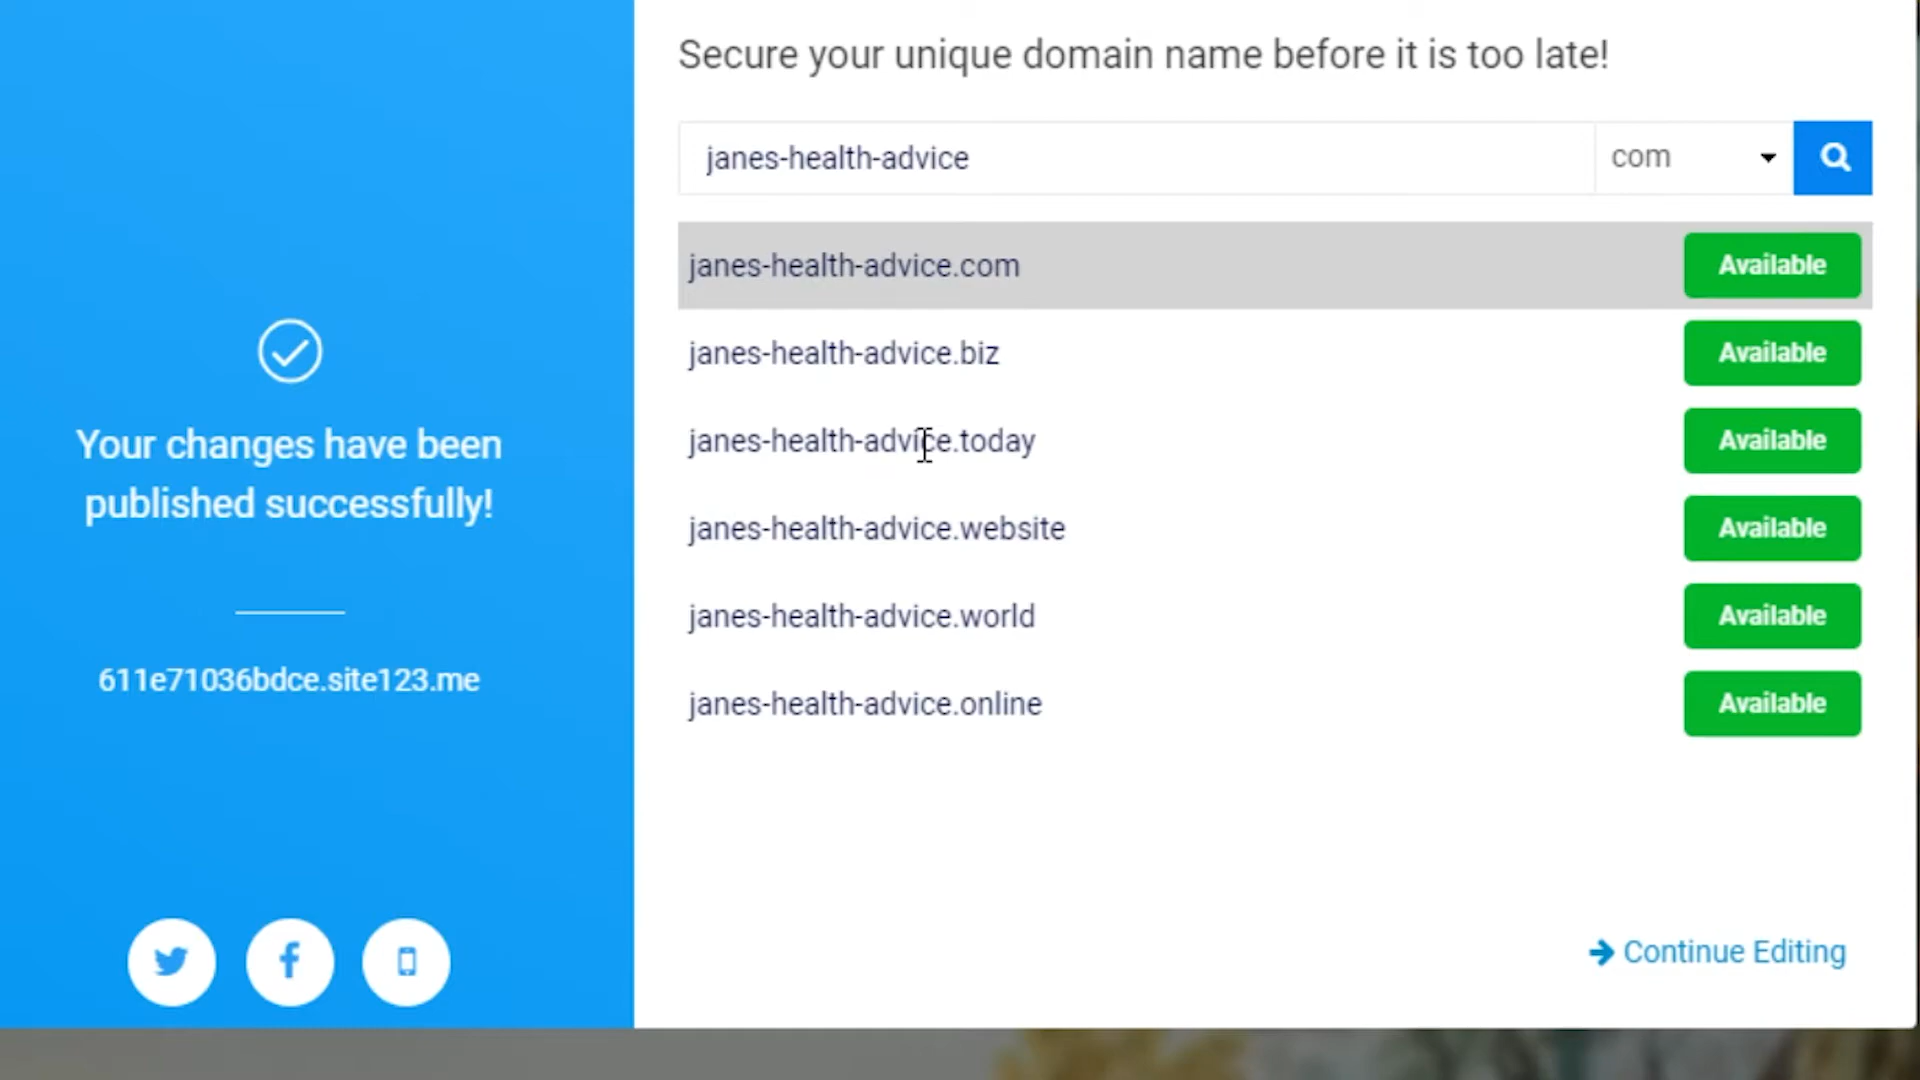 Your changes have been
published successfully!
611e71036bdce.site123.me
Secure your unique domain name before it is too late!
janes-health-advice com
janes-health-advice.com Available
janes-health-advice.biz Available
janes-health-advice.today Available
janes-health-advice.website Available
janes-health-advice.world Available
janes-health-advice.online Available
Continue Editing